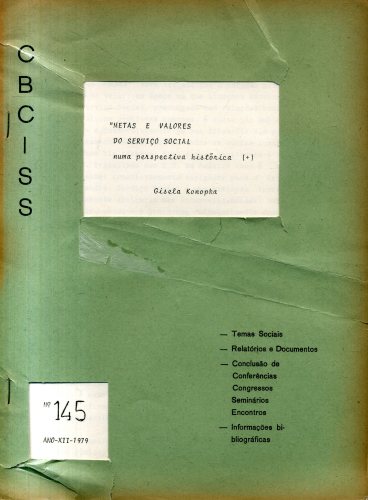 CBCISS
"METAS E VALORES
DO SERVIÇO SOCIAL
numa perspectiva histórica (+)
Gisela Konopka
— Temas Sociais
— Relatórios e Documentos
— Conclusão de
Conferências
Congressos
Seminários
Encontros
— Informações bi-
bliográficas
Nº 145
ANO-XII-1979